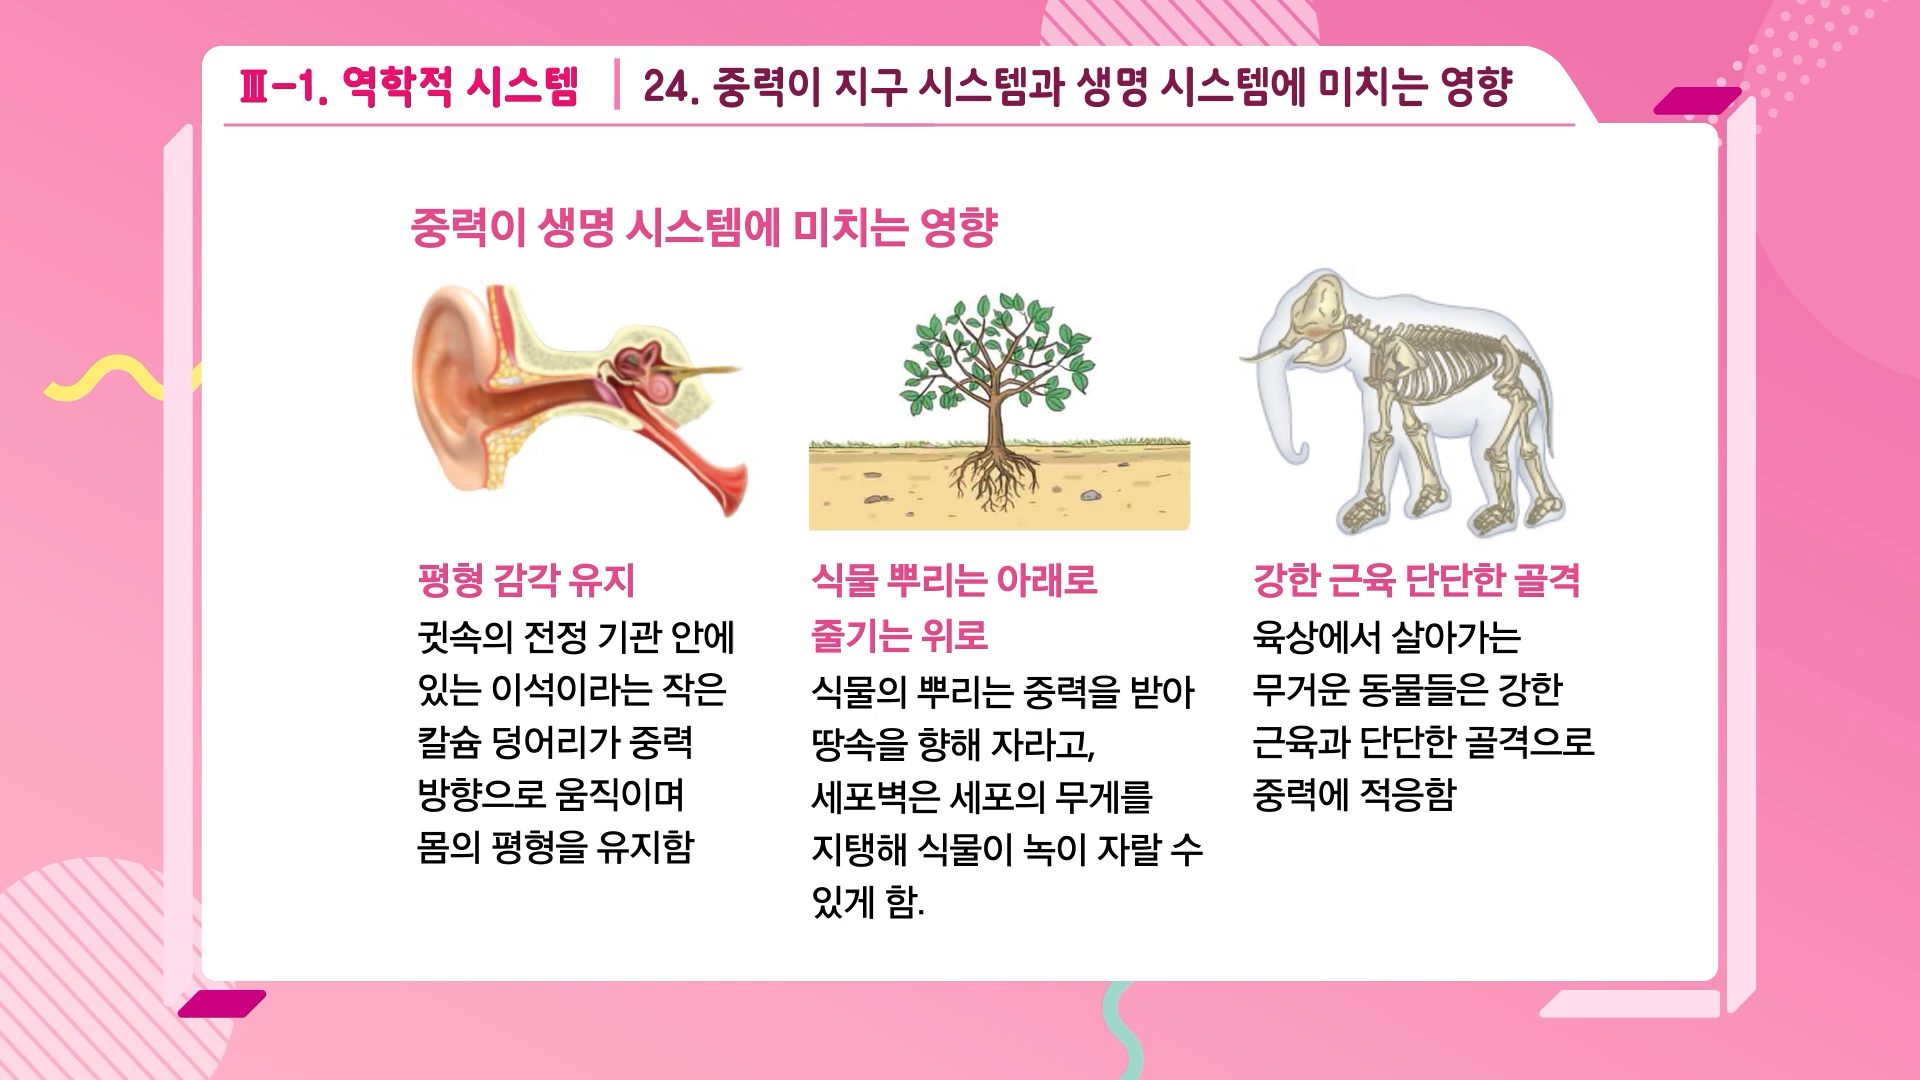 Ⅲ-1. 역학적 시스템
24. 중력이 지구 시스템과 생명 시스템에 미치는 영향
중력이 생명 시스템에 미치는 영향
평형 감각 유지
귓속의 전정 기관 안에
있는 이석이라는 작은
칼슘 덩어리가 중력
방향으로 움직이며
몸의 평형을 유지함
식물 뿌리는 아래로
줄기는 위로
식물의 뿌리는 중력을 받아
땅속을 향해 자라고,
세포벽은 세포의 무게를
지탱해 식물이 녹이 자랄 수
있게 함.
강한 근육 단단한 골격
육상에서 살아가는
무거운 동물들은 강한
근육과 단단한 골격으로
중력에 적응함